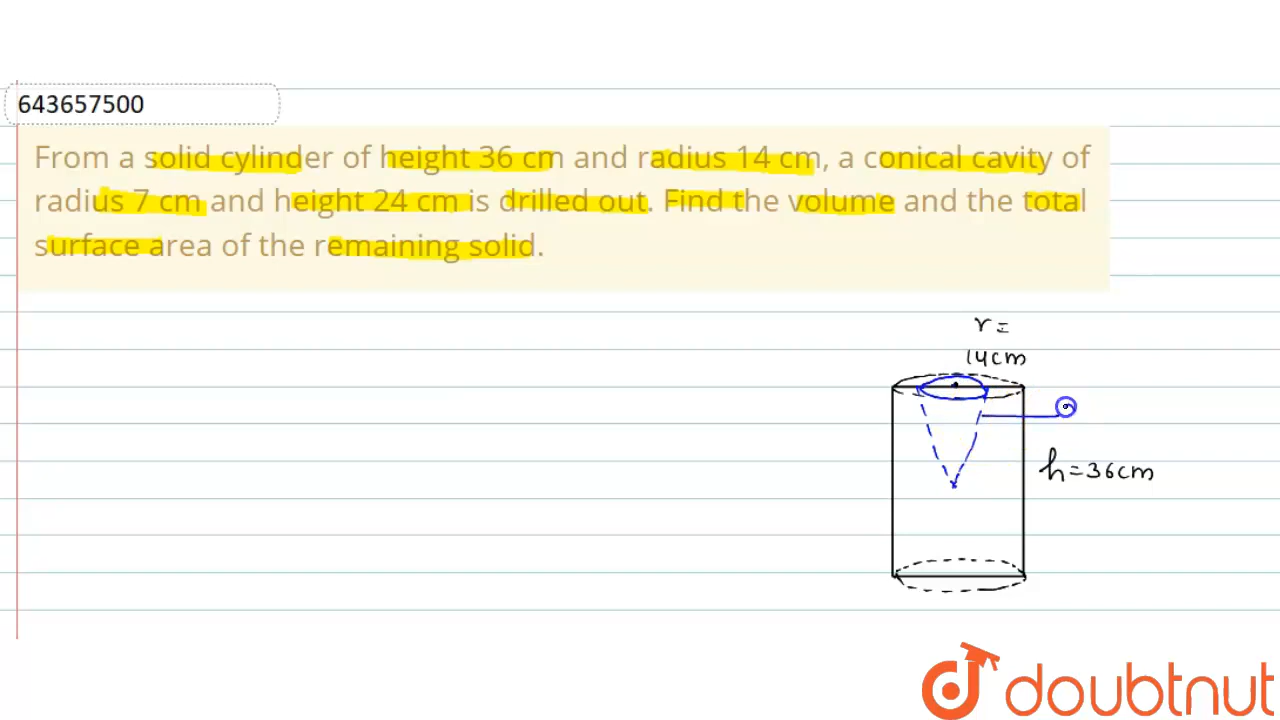 643657500
From a solid cylinder of height 36 cm and radius 14 cm, a conical cavity of
radius 7 cm and height 24 cm is drilled out. Find the volume and the total
surface area of the remaining solid.
r =
14cm
h=36cm
doubtnut